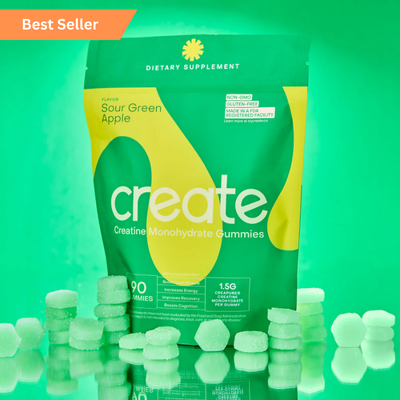 Best Seller
DIETARY SUPPLEMENT
FLAVOR
Sour Green
Apple
NON-GMO
GLUTEN-FREE
MADE IN A FDA
REGISTERED FACILITY
create
Creatine Monohydrate Gummies
90
GUMMIES
Increases Energy
Improves Recovery
Boosts Cognition
1.5G
CREAPURE®
CREATINE
MONOHYDRATE
PER GUMMY